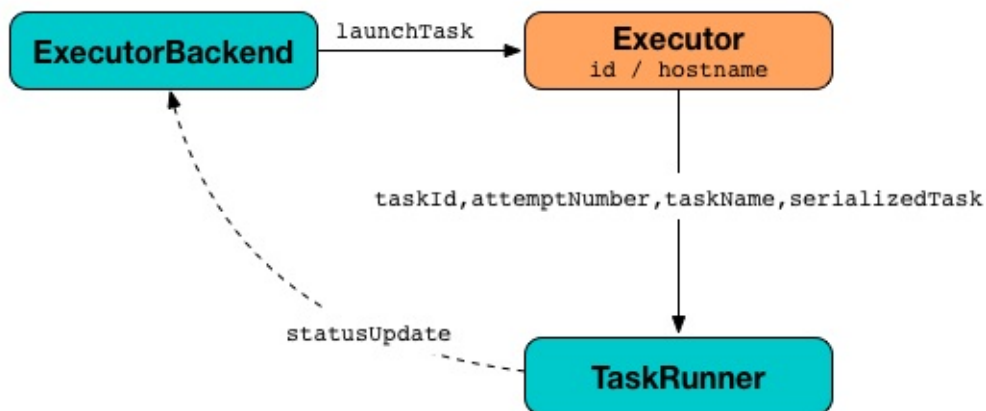 ExecutorBackend
launchTask
Executor
id / hostname
taskId,attemptNumber,taskName,serializedTask
statusUpdate
TaskRunner